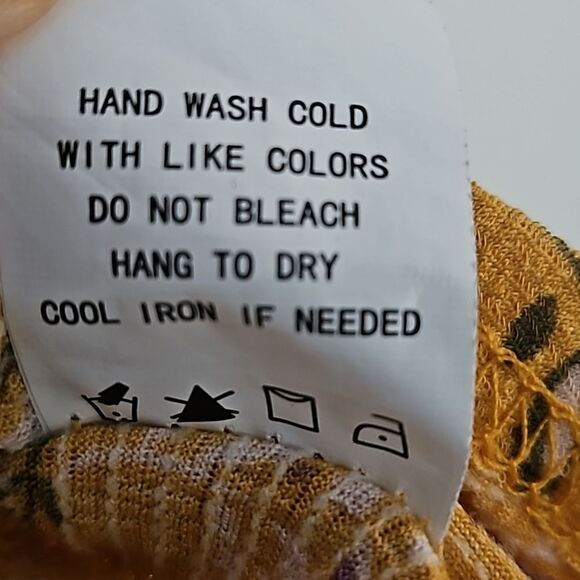 HAND WASH COLD
WITH LIKE COLORS
DO NOT BLEACH
HANG TO DRY
COOL IRON IF NEEDED